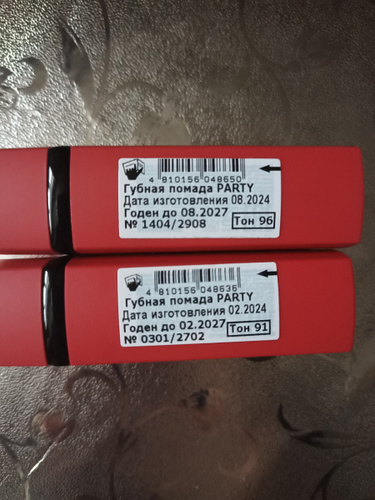 4 810156 048650
Губная помада PARTY
Дата изготовления 08.2024
Годен до 08.2027
№ 1404/2908 Тон 96
4 810156 048636
Губная помада PARTY
Дата изготовления 02.2024
Годен до 02.2027 Тон 91
№ 0301/2702